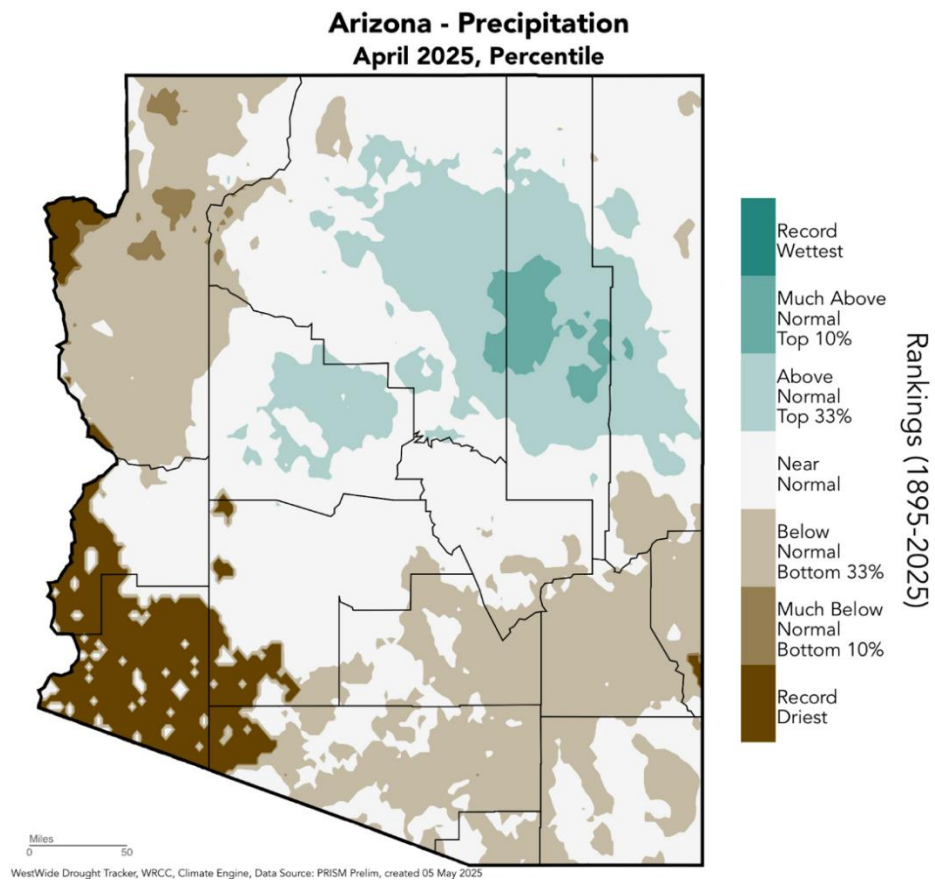 Arizona - Precipitation
April 2025, Percentile
Record
Wettest
Much Above
Normal
Top 10%
Above
Normal
Top 33%
Near
Normal
Below
Normal
Bottom 33%
Much Below
Normal
Bottom 10%
Record
Driest
Rankings (1895-2025)
Miles
0 50
WestWide Drought Tracker, WRCC, Climate Engine, Data Source: PRISM Prelim, created 05 May 2025